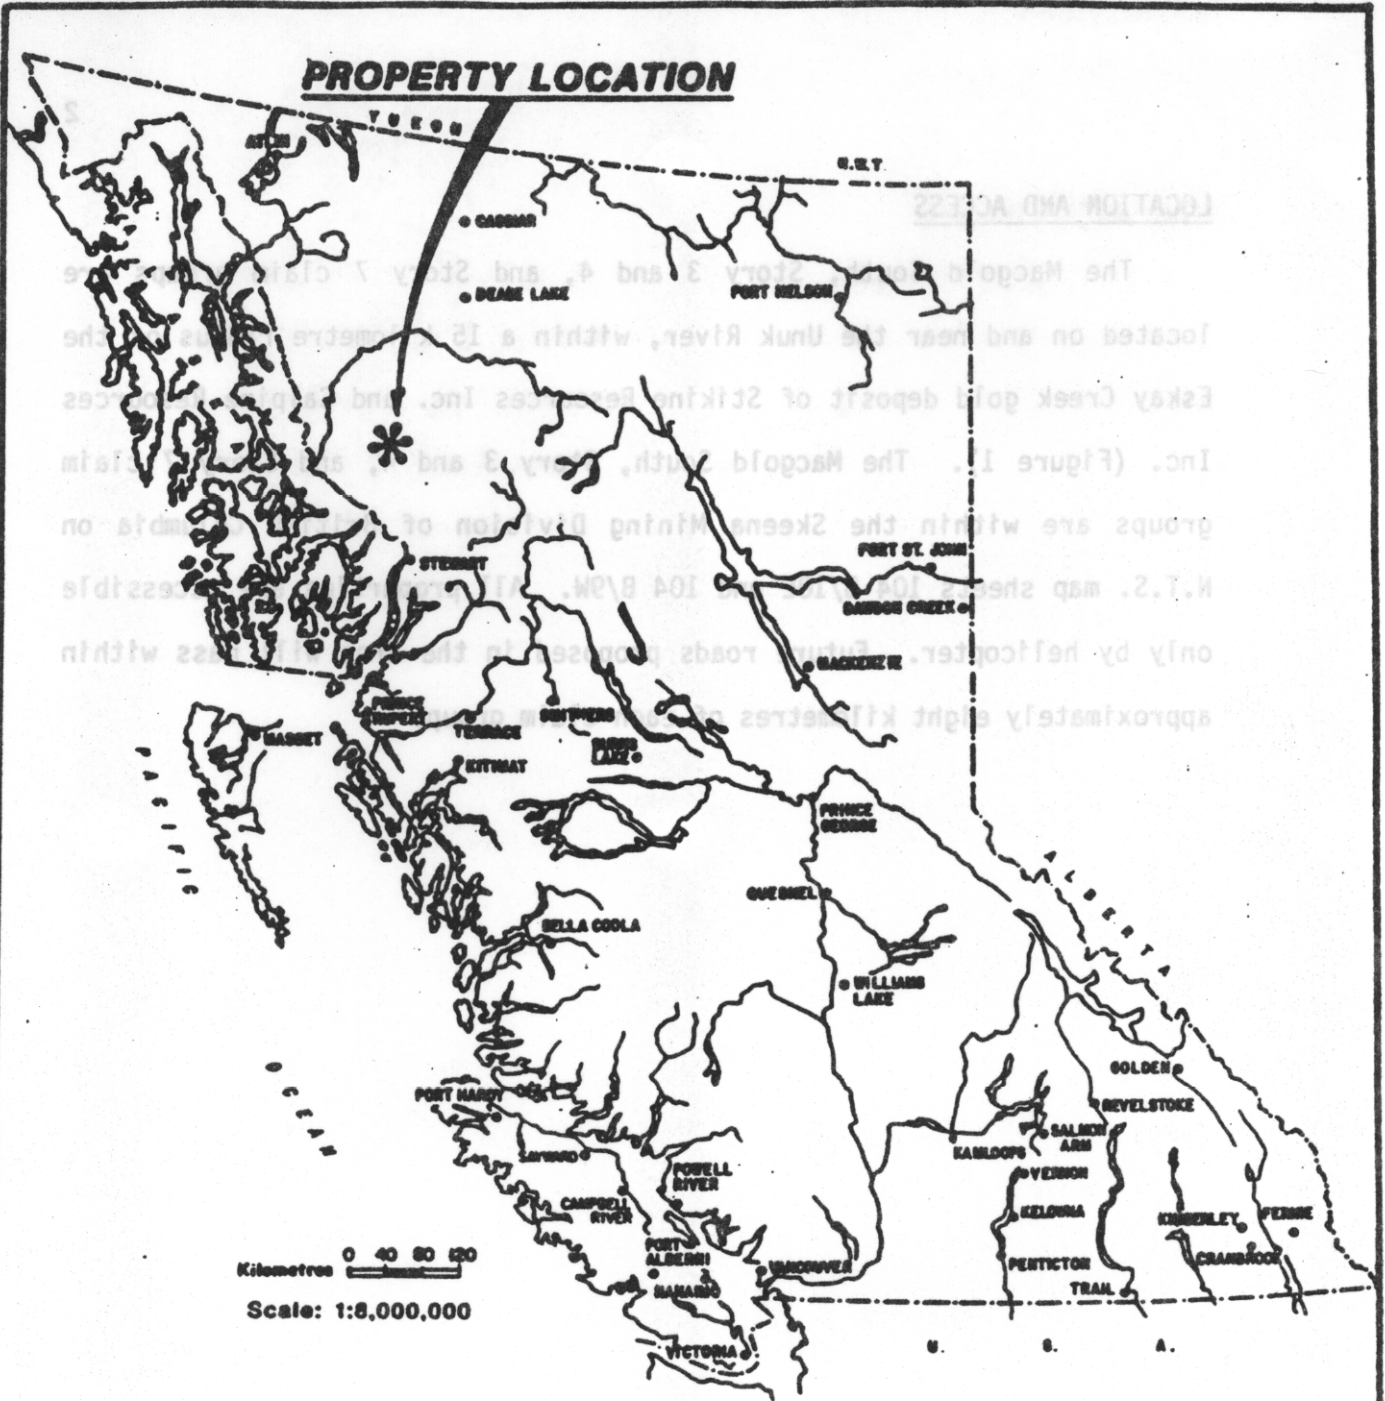 PROPERTY LOCATION
YUKON
N.W.T.
ATLIN
CASSIAR
DEASE LAKE
FORT NELSON
STEWART
FORT ST. JOHN
DAWSON CREEK
MACKENZIE
PRINCE
RUPERT
TERRACE
SMITHERS
MASSET
BURNS
LAKE
KITIMAT
PRINCE
GEORGE
PACIFIC
ALBERTA
QUESNEL
BELLA COOLA
WILLIAMS
LAKE
OCEAN
GOLDEN
PORT HARDY
REVELSTOKE
SALMON
ARM
KAMLOOPS
SAYWARD
POWELL
RIVER
VERNON
CAMPBELL
RIVER
KELOWNA
KIMBERLEY
FERNIE
PORT
ALBERNI
CRANBROOK
VANCOUVER
PENTICTON
NANAIMO
TRAIL
0 40 80 120
Kilometres
Scale: 1:8,000,000
VICTORIA
U. S. A.
2
LOCATION AND ACCESS
The Macgold South, Story 3 and 4, and Story 7 claim groups are
located on and near the Unuk River, within a 15 kilometre radius of the
Eskay Creek gold deposit of Stikine Resources Inc. and Calpine Resources
Inc. (Figure 1). The Macgold South, Story 3 and 4, and Story 7 claim
groups are within the Skeena Mining Division of British Columbia on
N.T.S. map sheets 104 and 104 B/9W. All properties are accessible
only by helicopter. Future roads proposed in the area will pass within
approximately eight kilometres of each claim group.